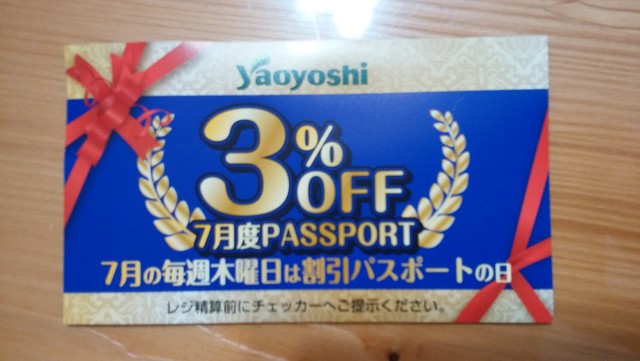 Yaoyoshi
3%OFF
7月度PASSPORT
7月の毎週木曜日は割引パスポートの日
レジ精算前にチェッカーへご提示ください。